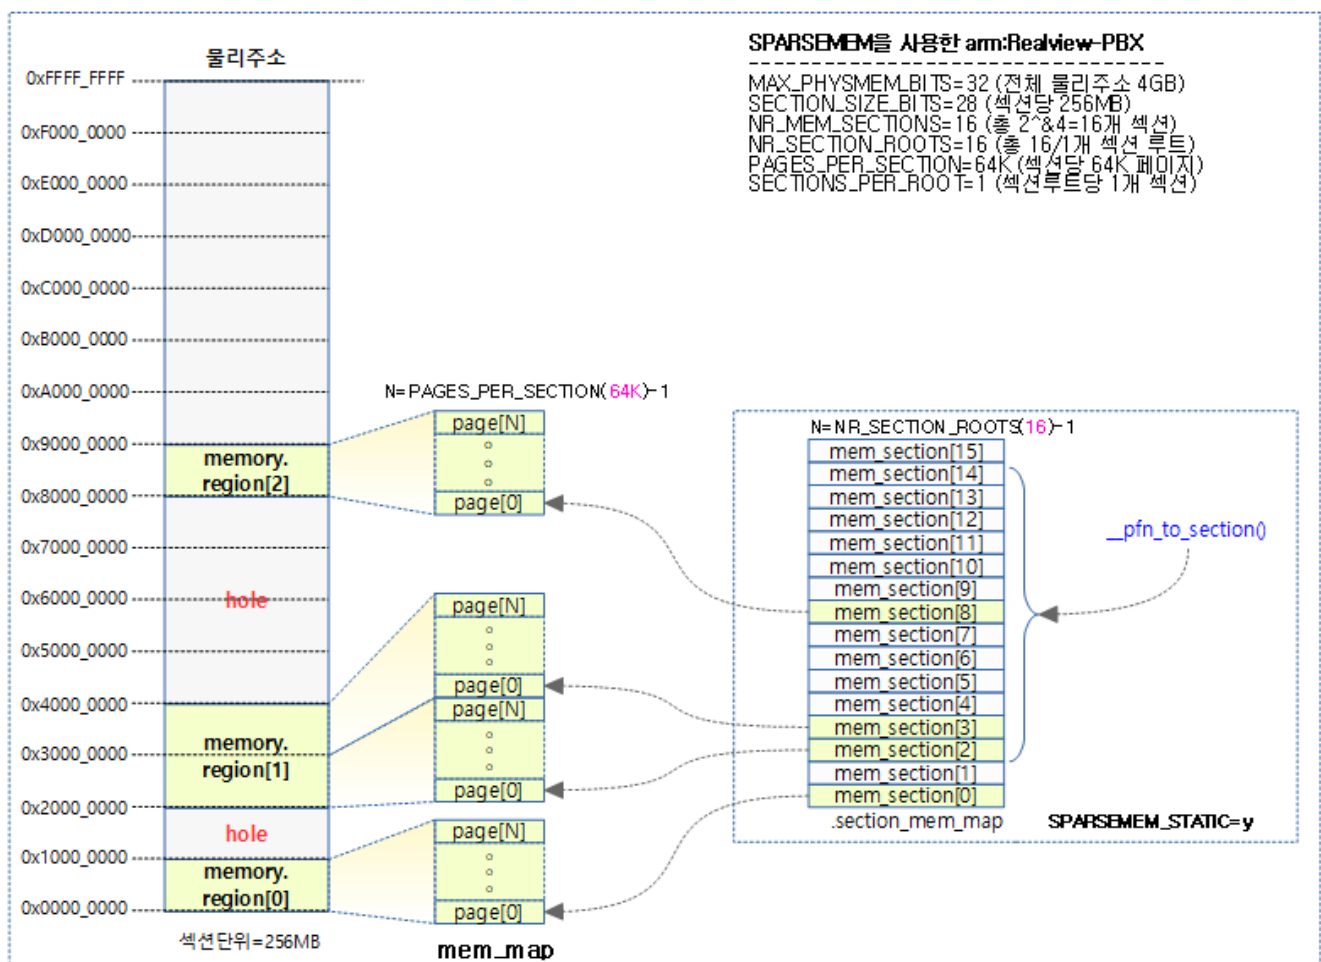 SPARSEMEM을 사용한 arm:Realview-PBX
MAX_PHYSMEM_BITS=32 (전체 물리주소 4GB)
SECTION_SIZE_BITS=28 (섹션당 256MB)
NR_MEM_SECTIONS=16 (총 2^&4=16개 섹션)
NR_SECTION_ROOTS=16 (총 16/1개 섹션 루트)
PAGES_PER_SECTION=64K (섹션당 64K 페이지)
SECTIONS_PER_ROOT=1 (섹션루트당 1개 섹션)
물리주소
0xFFFF_FFFF
0xF000_0000
0xE000_0000
0xD000_0000
0xC000_0000
0xB000_0000
0xA000_0000
0x9000_0000
0x8000_0000
0x7000_0000
0x6000_0000
0x5000_0000
0x4000_0000
0x3000_0000
0x2000_0000
0x1000_0000
0x0000_0000
memory.
region[2]
hole
memory.
region[1]
hole
memory.
region[0]
섹션단위=256MB
N=PAGES_PER_SECTION(64K)-1
page[N]
page[0]
page[N]
page[0]
page[N]
page[0]
page[N]
page[0]
mem_map
N=NR_SECTION_ROOTS(16)-1
mem_section[15]
mem_section[14]
mem_section[13]
mem_section[12]
mem_section[11]
mem_section[10]
mem_section[9]
mem_section[8]
mem_section[7]
mem_section[6]
mem_section[5]
mem_section[4]
mem_section[3]
mem_section[2]
mem_section[1]
mem_section[0]
.section_mem_map
SPARSEMEM_STATIC=y
__pfn_to_section()